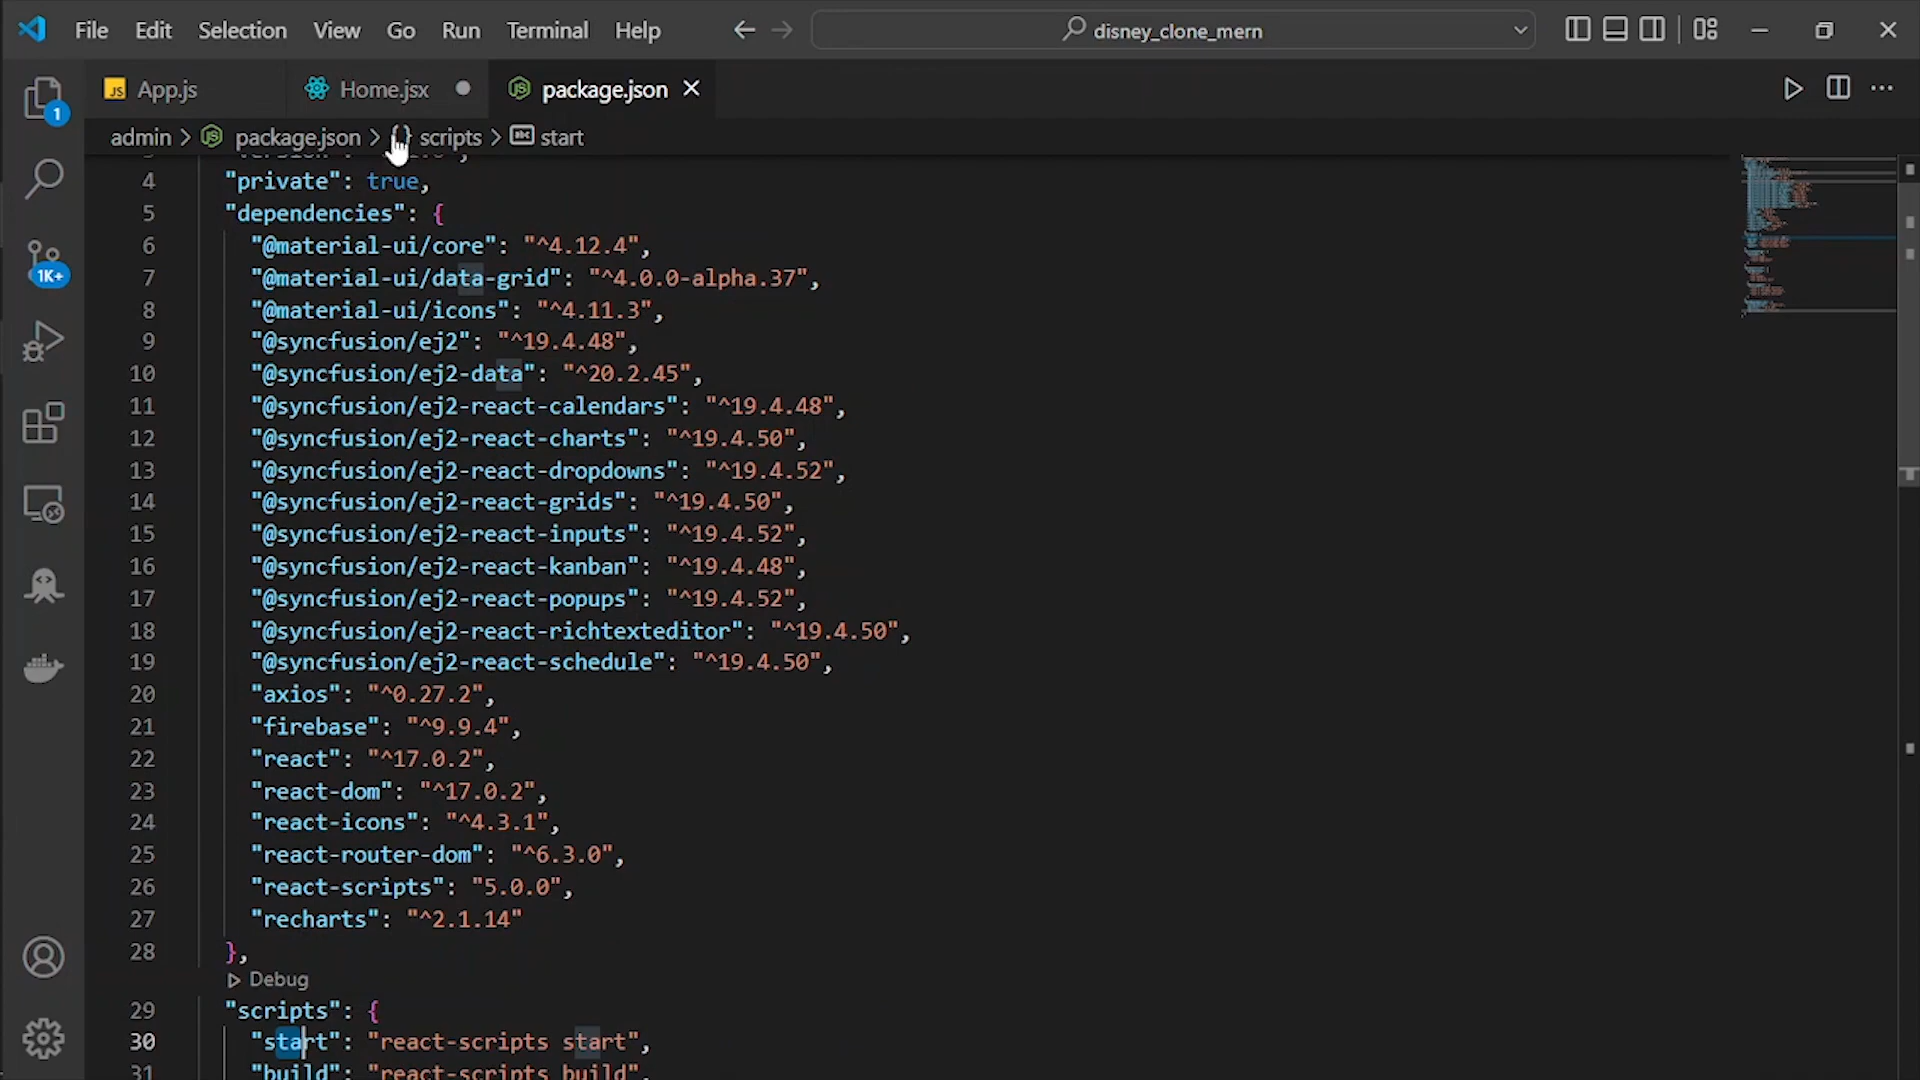 File Edit Selection View Go Run Terminal Help disney_clone_mern
JS App.js Home.jsx package.json
admin > package.json > {} scripts > abc start
4 "private": true,
5 "dependencies": {
6 "@material-ui/core": "^4.12.4",
7 "@material-ui/data-grid": "^4.0.0-alpha.37",
8 "@material-ui/icons": "^4.11.3",
9 "@syncfusion/ej2": "^19.4.48",
10 "@syncfusion/ej2-data": "^20.2.45",
11 "@syncfusion/ej2-react-calendars": "^19.4.48",
12 "@syncfusion/ej2-react-charts": "^19.4.50",
13 "@syncfusion/ej2-react-dropdowns": "^19.4.52",
14 "@syncfusion/ej2-react-grids": "^19.4.50",
15 "@syncfusion/ej2-react-inputs": "^19.4.52",
16 "@syncfusion/ej2-react-kanban": "^19.4.48",
17 "@syncfusion/ej2-react-popups": "^19.4.52",
18 "@syncfusion/ej2-react-richtexteditor": "^19.4.50",
19 "@syncfusion/ej2-react-schedule": "^19.4.50",
20 "axios": "^0.27.2",
21 "firebase": "^9.9.4",
22 "react": "^17.0.2",
23 "react-dom": "^17.0.2",
24 "react-icons": "^4.3.1",
25 "react-router-dom": "^6.3.0",
26 "react-scripts": "5.0.0",
27 "recharts": "^2.1.14"
28 },
Debug
29 "scripts": {
30 "start": "react-scripts start",
31 "build": "react-scripts build",
1
1K+